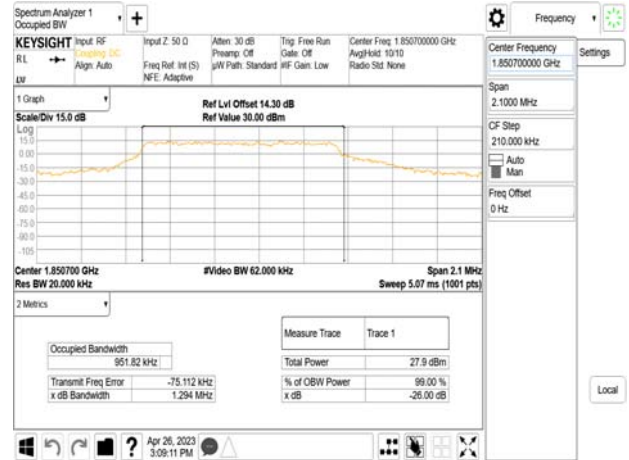 Spectrum Analyzer 1
Occupied BW
Frequency
KEYSIGHT
RL
LV
Input: RF
Coupling: DC
Align: Auto
Input Z: 50 Ω
Freq Ref: Int (S)
NFE: Adaptive
Atten: 30 dB
Preamp: Off
µW Path: Standard
Trig: Free Run
Gate: Off
#IF Gain: Low
Center Freq: 1.850700000 GHz
Avg|Hold: 10/10
Radio Std: None
1 Graph
Scale/Div 15.0 dB
Ref Lvl Offset 14.30 dB
Ref Value 30.00 dBm
Log
15.0
0.00
-15.0
-30.0
-45.0
-60.0
-75.0
-90.0
-105
Center 1.850700 GHz
#Video BW 62.000 kHz
Span 2.1 MHz
Res BW 20.000 kHz
Sweep 5.07 ms (1001 pts)
2 Metrics
Occupied Bandwidth
951.82 kHz
Transmit Freq Error -75.112 kHz
x dB Bandwidth 1.294 MHz
Measure Trace Trace 1
Total Power 27.9 dBm
% of OBW Power 99.00 %
x dB -26.00 dB
Apr 26, 2023
3:09:11 PM
Center Frequency
1.850700000 GHz
Settings
Span
2.1000 MHz
CF Step
210.000 kHz
Auto
Man
Freq Offset
0 Hz
Local